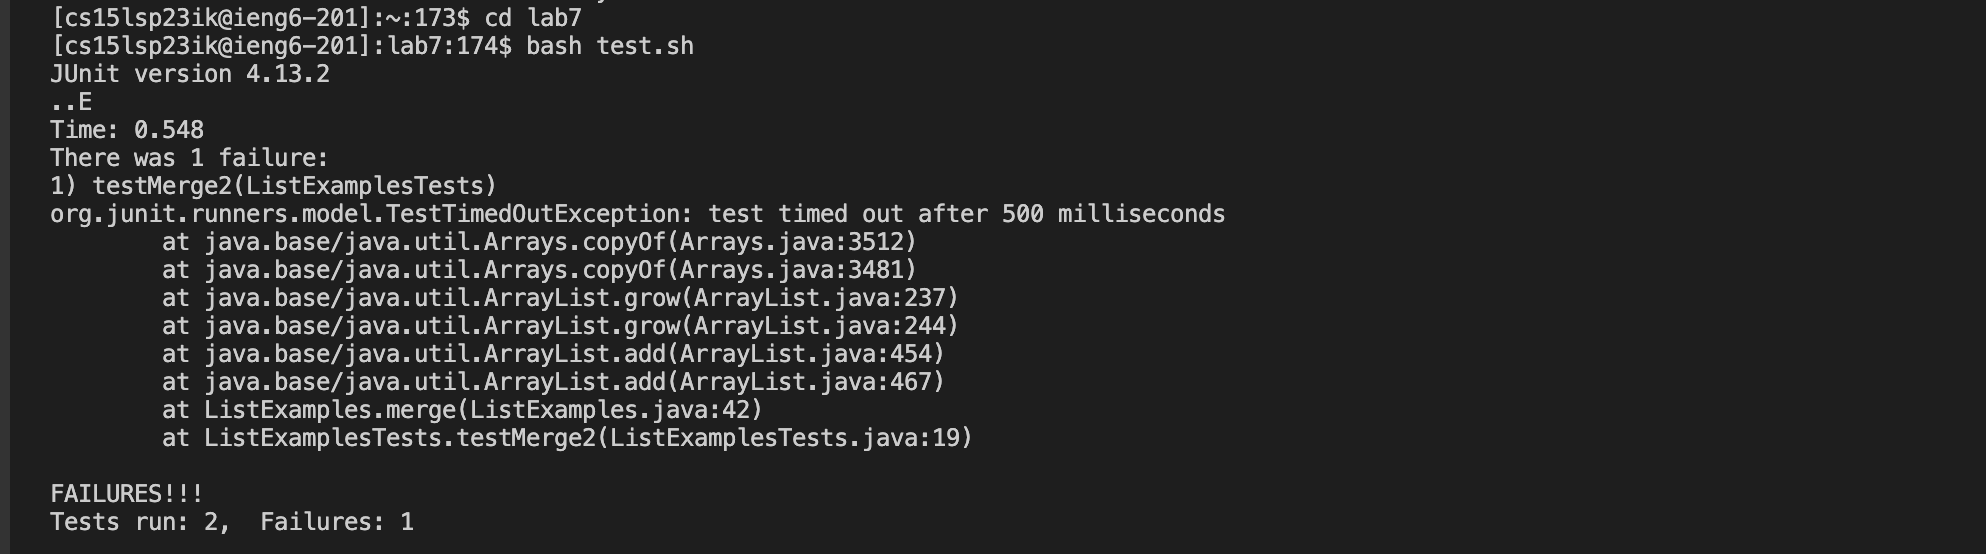 [cs15lsp23ik@ieng6-201]:~:173$ cd lab7
[cs15lsp23ik@ieng6-201]:lab7:174$ bash test.sh
JUnit version 4.13.2
..E
Time: 0.548
There was 1 failure:
1) testMerge2(ListExamplesTests)
org.junit.runners.model.TestTimedOutException: test timed out after 500 milliseconds
        at java.base/java.util.Arrays.copyOf(Arrays.java:3512)
        at java.base/java.util.Arrays.copyOf(Arrays.java:3481)
        at java.base/java.util.ArrayList.grow(ArrayList.java:237)
        at java.base/java.util.ArrayList.grow(ArrayList.java:244)
        at java.base/java.util.ArrayList.add(ArrayList.java:454)
        at java.base/java.util.ArrayList.add(ArrayList.java:467)
        at ListExamples.merge(ListExamples.java:42)
        at ListExamplesTests.testMerge2(ListExamplesTests.java:19)
FAILURES!!!
Tests run: 2,  Failures: 1